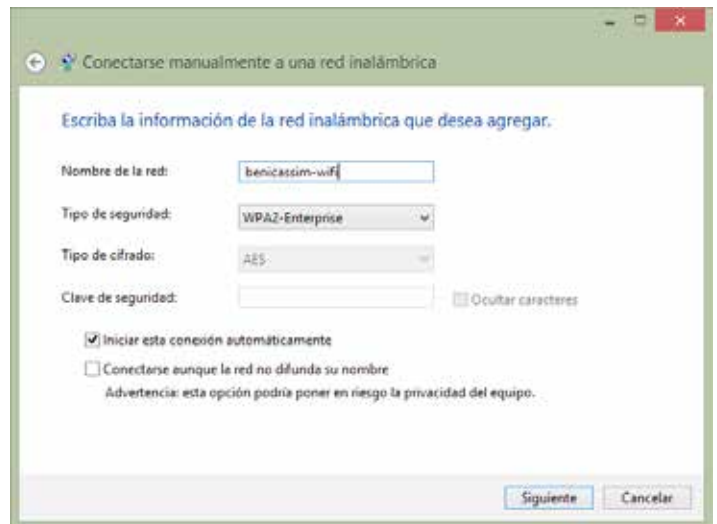 Conectarse manualmente a una red inalámbrica
Escriba la información de la red inalámbrica que desea agregar.
Nombre de la red: benicassim-wifi
Tipo de seguridad: WPA2-Enterprise
Tipo de cifrado: AES
Clave de seguridad: Ocultar caracteres
Iniciar esta conexión automáticamente
Conectarse aunque la red no difunda su nombre
Advertencia: esta opción podría poner en riesgo la privacidad del equipo.
Siguiente Cancelar